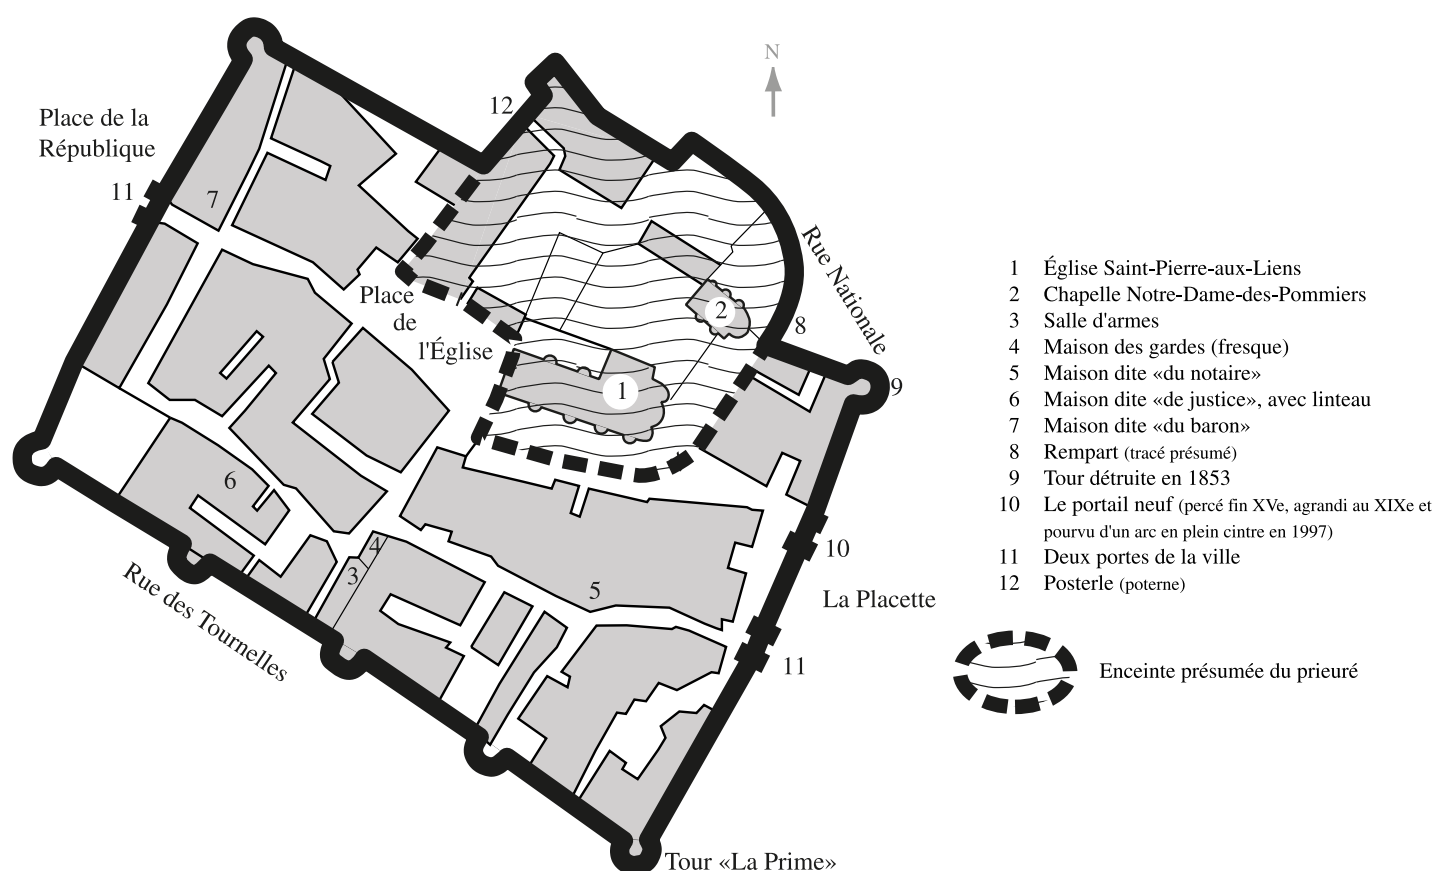 N
12
Place de la
République
11
7
Rue Nationale
Place
de
l'Église
2
8
1
9
6
4
3
5
10
La Placette
11
Rue des Tournelles
Tour «La Prime»
1 Église Saint-Pierre-aux-Liens
2 Chapelle Notre-Dame-des-Pommiers
3 Salle d'armes
4 Maison des gardes (fresque)
5 Maison dite «du notaire»
6 Maison dite «de justice», avec linteau
7 Maison dite «du baron»
8 Rempart (tracé présumé)
9 Tour détruite en 1853
10 Le portail neuf (percé fin XVe, agrandi au XIXe et
pourvu d'un arc en plein cintre en 1997)
11 Deux portes de la ville
12 Posterle (poterne)
Enceinte présumée du prieuré